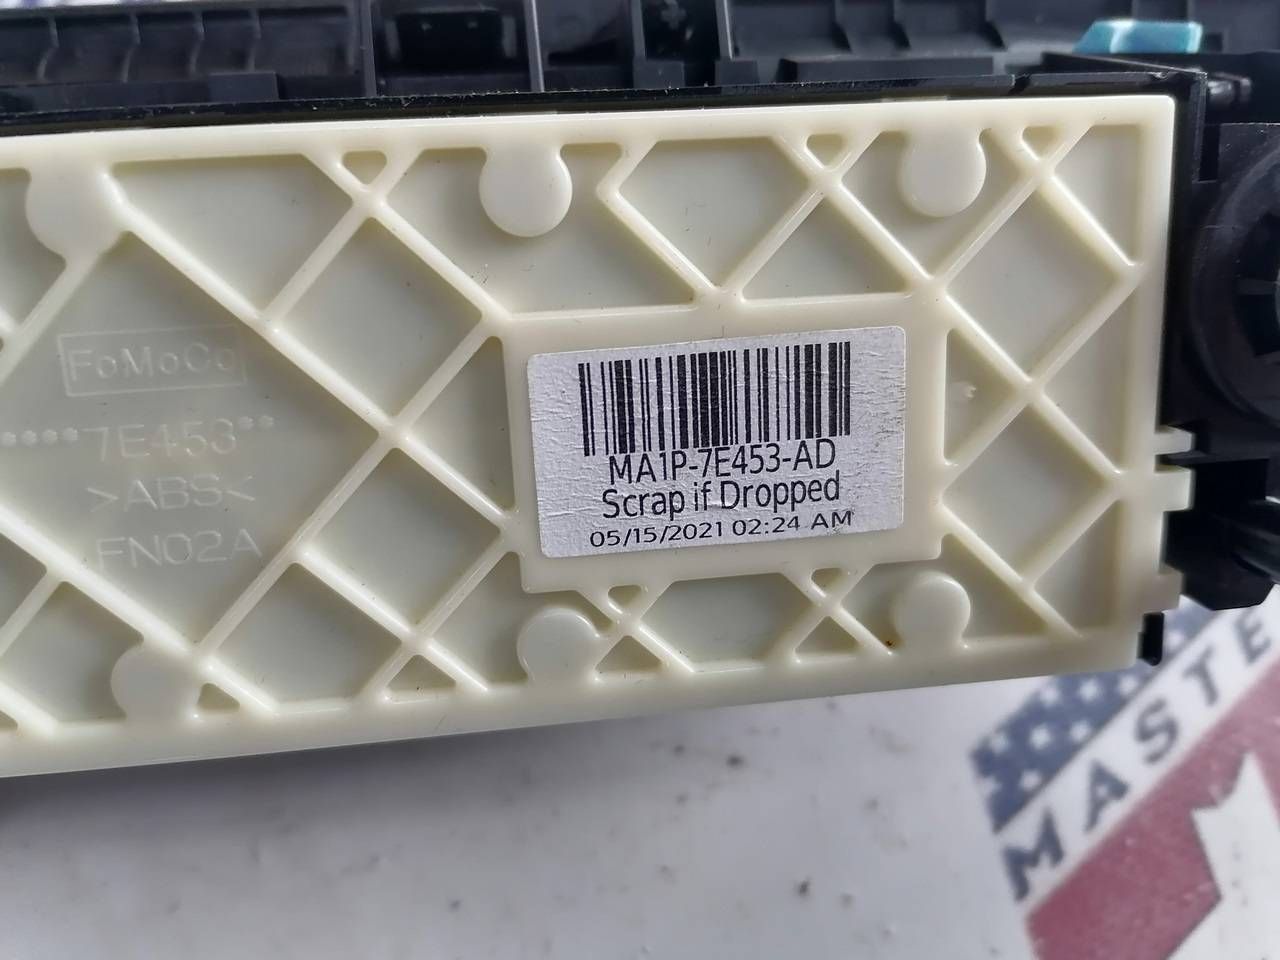 FoMoCo
****7E453**
>ABS<
FN02A
MA1P-7E453-AD
Scrap if Dropped
05/15/2021 02:24 AM
MASTE